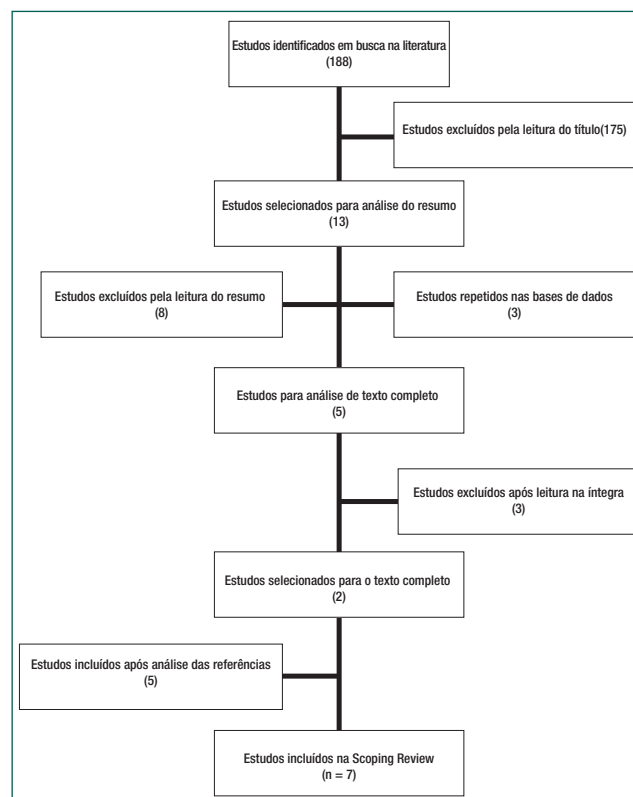 Estudos identificados em busca na literatura
(188)
Estudos excluídos pela leitura do título(175)
Estudos selecionados para análise do resumo
(13)
Estudos excluídos pela leitura do resumo
(8)
Estudos repetidos nas bases de dados
(3)
Estudos para análise de texto completo
(5)
Estudos excluídos após leitura na íntegra
(3)
Estudos selecionados para o texto completo
(2)
Estudos incluídos após análise das referências
(5)
Estudos incluídos na Scoping Review
(n = 7)